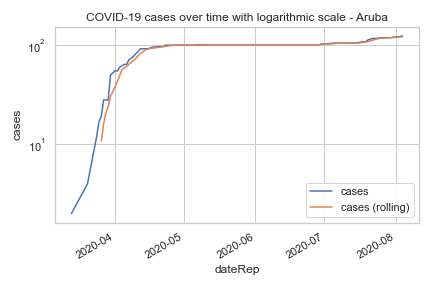 COVID-19 cases over time with logarithmic scale - Aruba
cases
10²
10¹
cases
cases (rolling)
2020-04
2020-05
2020-06
2020-07
2020-08
dateRep